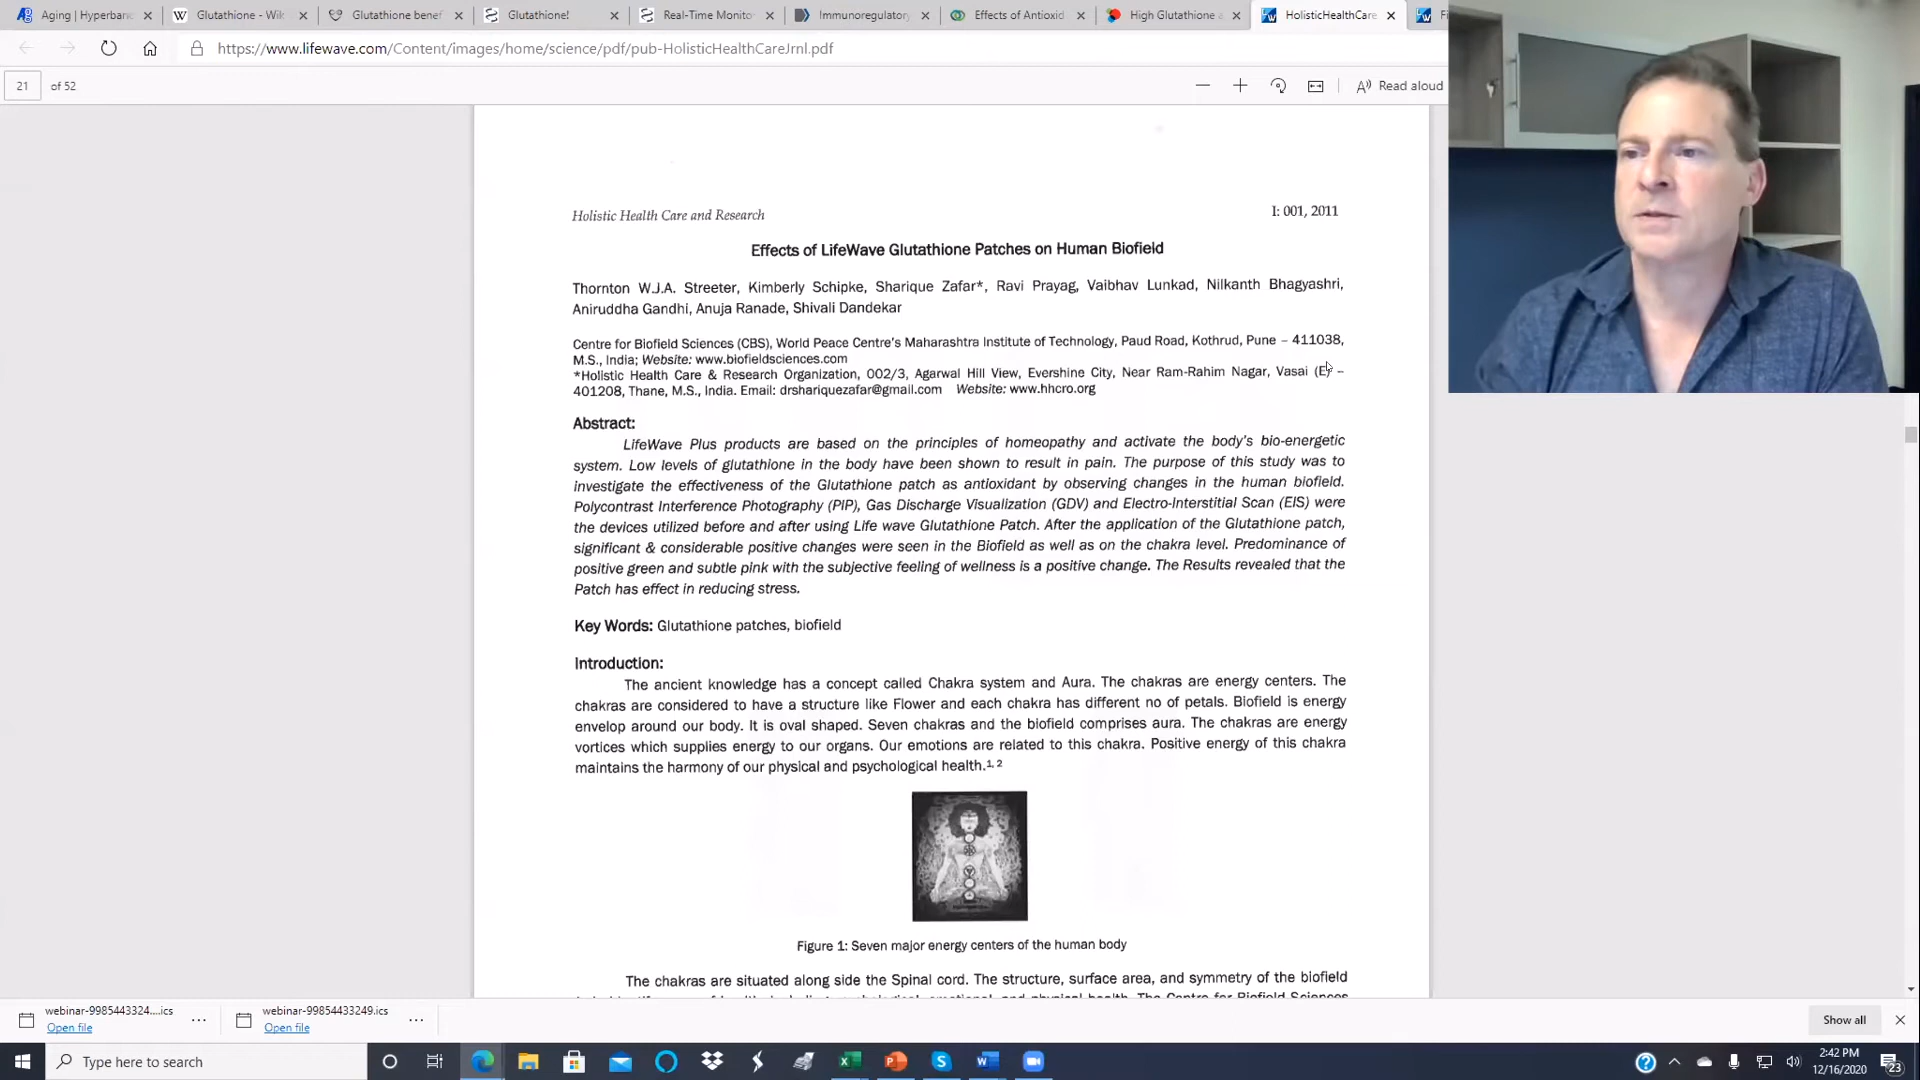 Aging | Hyperbari
Glutathione - Wik
Glutathione benef
Glutathione!
Real-Time Monito
Immunoregulatory
Effects of Antioxid
High Glutathione a
HolisticHealthCare
https://www.lifewave.com/Content/images/home/science/pdf/pub-HolisticHealthCareJrnl.pdf
21 of 52
Read aloud
Holistic Health Care and Research
I: 001, 2011
Effects of LifeWave Glutathione Patches on Human Biofield
Thornton W.J.A. Streeter, Kimberly Schipke, Sharique Zafar*, Ravi Prayag, Vaibhav Lunkad, Nilkanth Bhagyashri,
Aniruddha Gandhi, Anuja Ranade, Shivali Dandekar
Centre for Biofield Sciences (CBS), World Peace Centre's Maharashtra Institute of Technology, Paud Road, Kothrud, Pune – 411038,
M.S., India; Website: www.biofieldsciences.com
*Holistic Health Care & Research Organization, 002/3, Agarwal Hill View, Evershine City, Near Ram-Rahim Nagar, Vasai (E) –
401208, Thane, M.S., India. Email: drshariquezafar@gmail.com Website: www.hhcro.org
Abstract:
LifeWave Plus products are based on the principles of homeopathy and activate the body's bio-energetic
system. Low levels of glutathione in the body have been shown to result in pain. The purpose of this study was to
investigate the effectiveness of the Glutathione patch as antioxidant by observing changes in the human biofield.
Polycontrast Interference Photography (PIP), Gas Discharge Visualization (GDV) and Electro-Interstitial Scan (EIS) were
the devices utilized before and after using Life wave Glutathione Patch. After the application of the Glutathione patch,
significant & considerable positive changes were seen in the Biofield as well as on the chakra level. Predominance of
positive green and subtle pink with the subjective feeling of wellness is a positive change. The Results revealed that the
Patch has effect in reducing stress.
Key Words: Glutathione patches, biofield
Introduction:
The ancient knowledge has a concept called Chakra system and Aura. The chakras are energy centers. The
chakras are considered to have a structure like Flower and each chakra has different no of petals. Biofield is energy
envelop around our body. It is oval shaped. Seven chakras and the biofield comprises aura. The chakras are energy
vortices which supplies energy to our organs. Our emotions are related to this chakra. Positive energy of this chakra
maintains the harmony of our physical and psychological health.1, 2
Figure 1: Seven major energy centers of the human body
The chakras are situated along side the Spinal cord. The structure, surface area, and symmetry of the biofield
webinar-9985443324....ics
Open file
webinar-99854433249.ics
Open file
Show all
Type here to search
2:42 PM
12/16/2020
23